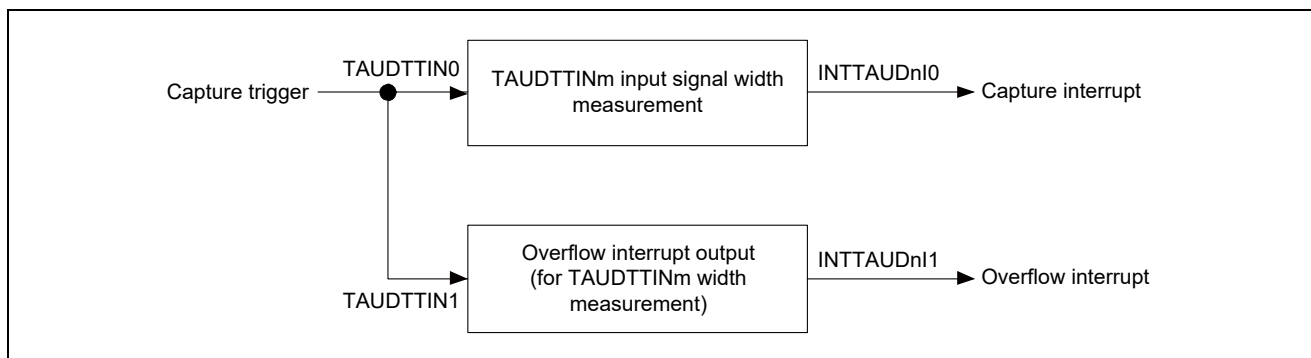 TAUDTTIN0
Capture trigger
TAUDTTINm input signal width
measurement
INTTAUDnI0
Capture interrupt
TAUDTTIN1
Overflow interrupt output
(for TAUDTTINm width
measurement)
INTTAUDnI1
Overflow interrupt